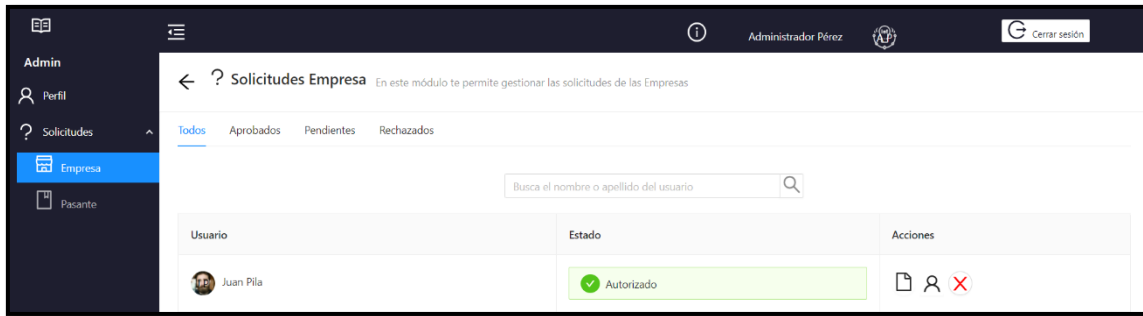 Administrador Pérez
Cerrar sesión
Admin
Perfil
Solicitudes
Empresa
Pasante
? Solicitudes Empresa En este módulo te permite gestionar las solicitudes de las Empresas
Todos Aprobados Pendientes Rechazados
Busca el nombre o apellido del usuario
Usuario Estado Acciones
Juan Pila Autorizado